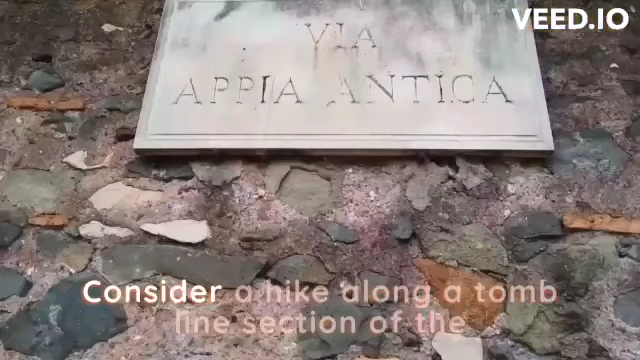 VEED.IO
VIA
APPIA ANTICA
Consider a hike along a tomb
line section of the